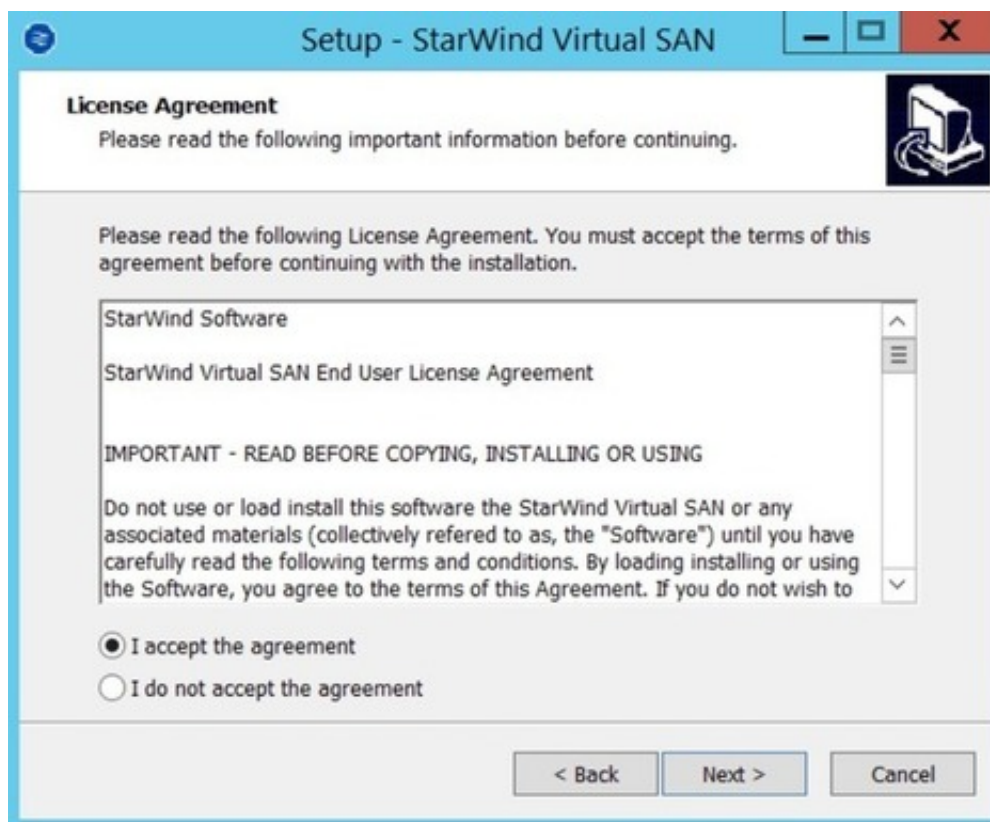 Setup - StarWind Virtual SAN
License Agreement
Please read the following important information before continuing.
Please read the following License Agreement. You must accept the terms of this
agreement before continuing with the installation.
StarWind Software
StarWind Virtual SAN End User License Agreement
IMPORTANT - READ BEFORE COPYING, INSTALLING OR USING
Do not use or load install this software the StarWind Virtual SAN or any
associated materials (collectively refered to as, the "Software") until you have
carefully read the following terms and conditions. By loading installing or using
the Software, you agree to the terms of this Agreement. If you do not wish to
I accept the agreement
I do not accept the agreement
< Back Next > Cancel